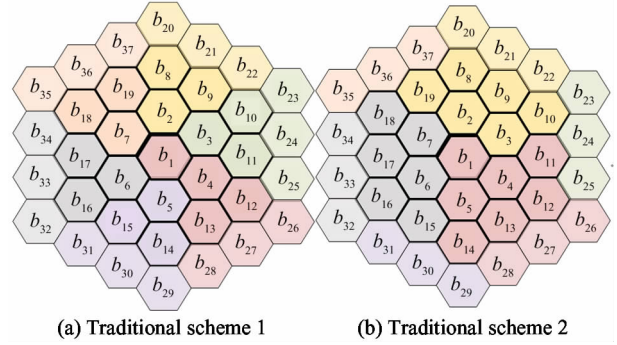 b20
b37 b21
b36 b8 b22
b35 b19 b9 b23
b18 b2 b10
b34 b7 b3 b24
b17 b1 b11
b33 b6 b4 b25
b16 b5 b12
b32 b15 b13 b26
b31 b14 b27
b30 b28
b29
(a) Traditional scheme 1
b20
b37 b21
b36 b8 b22
b35 b19 b9 b23
b18 b2 b10
b34 b7 b3 b24
b17 b1 b11
b33 b6 b4 b25
b16 b5 b12
b32 b15 b13 b26
b31 b14 b27
b30 b28
b29
(b) Traditional scheme 2